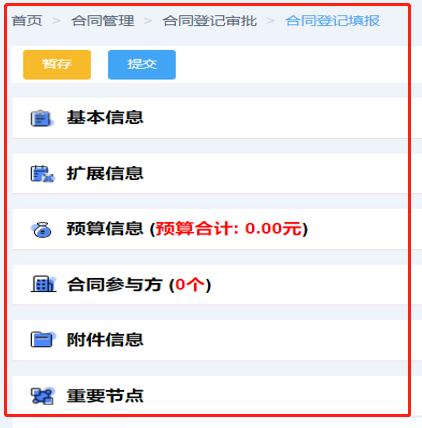 首页 > 合同管理 > 合同登记审批 > 合同登记填报
暂存 提交
基本信息
扩展信息
预算信息 (预算合计: 0.00元)
合同参与方 (0个)
附件信息
重要节点